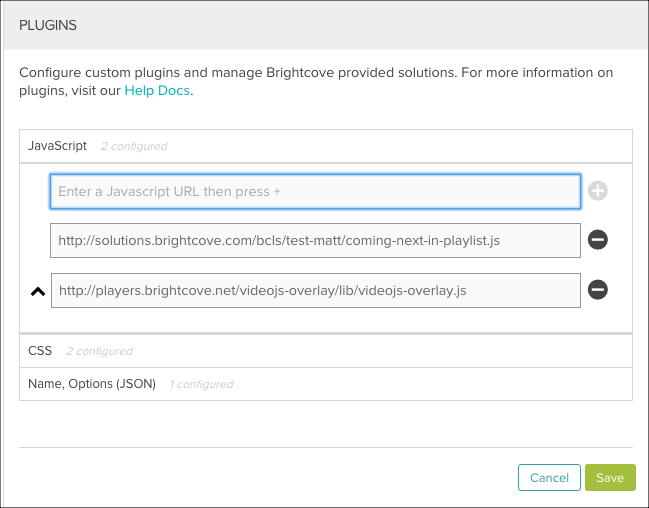 PLUGINS
Configure custom plugins and manage Brightcove provided solutions. For more information on
plugins, visit our Help Docs.
JavaScript 2 configured
Enter a Javascript URL then press +
http://solutions.brightcove.com/bcls/test-matt/coming-next-in-playlist.js
http://players.brightcove.net/videojs-overlay/lib/videojs-overlay.js
CSS 2 configured
Name, Options (JSON) 1 configured
Cancel Save